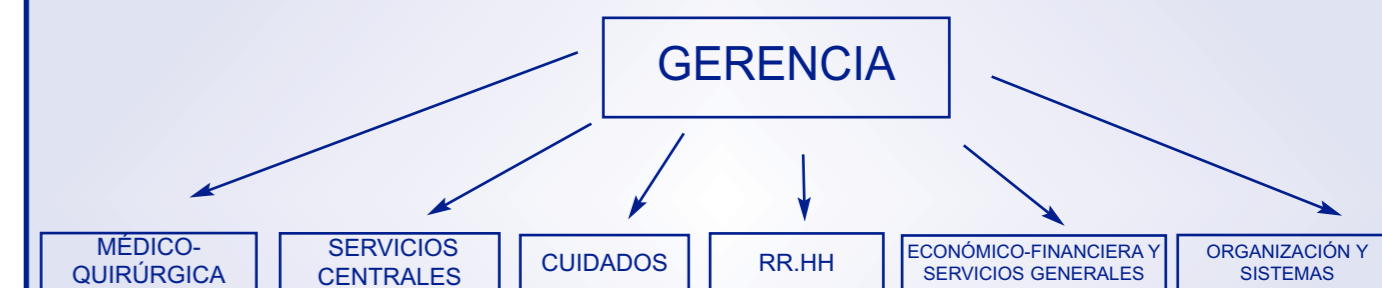 GERENCIA
MÉDICO-
QUIRÚRGICA
SERVICIOS
CENTRALES
CUIDADOS
RR.HH
ECONÓMICO-FINANCIERA Y
SERVICIOS GENERALES
ORGANIZACIÓN Y
SISTEMAS